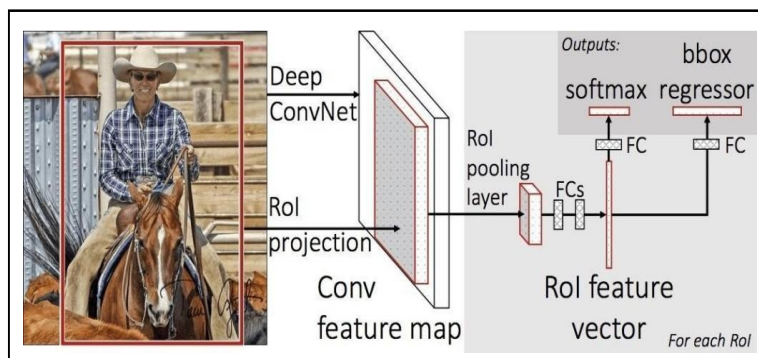 Outputs:
softmax
bbox
regressor
Deep
ConvNet
FC
FC
RoI
pooling
layer
FCs
RoI
projection
Conv
feature map
RoI feature
vector
For each RoI